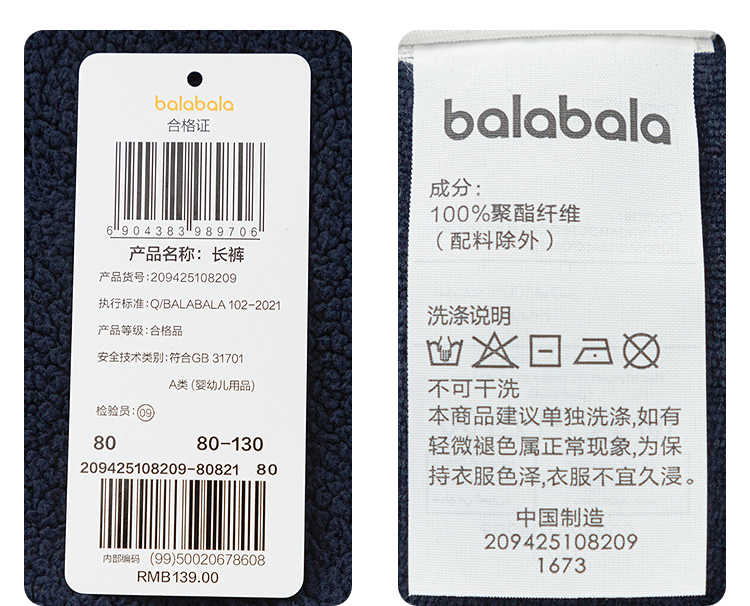 balabala
合格证
6 904383 989706
产品名称: 长裤
产品货号: 209425108209
执行标准: Q/BALABALA 102-2021
产品等级: 合格品
安全技术类别: 符合GB 31701
A类 (婴幼儿用品)
检验员: 09
80 80-130
209425108209-80821 80
内部编码 (99)50020678608
RMB139.00
balabala
成分:
100%聚酯纤维
(配料除外)
洗涤说明
不可干洗
本商品建议单独洗涤,如有
轻微褪色属正常现象,为保
持衣服色泽,衣服不宜久浸。
中国制造
209425108209
1673